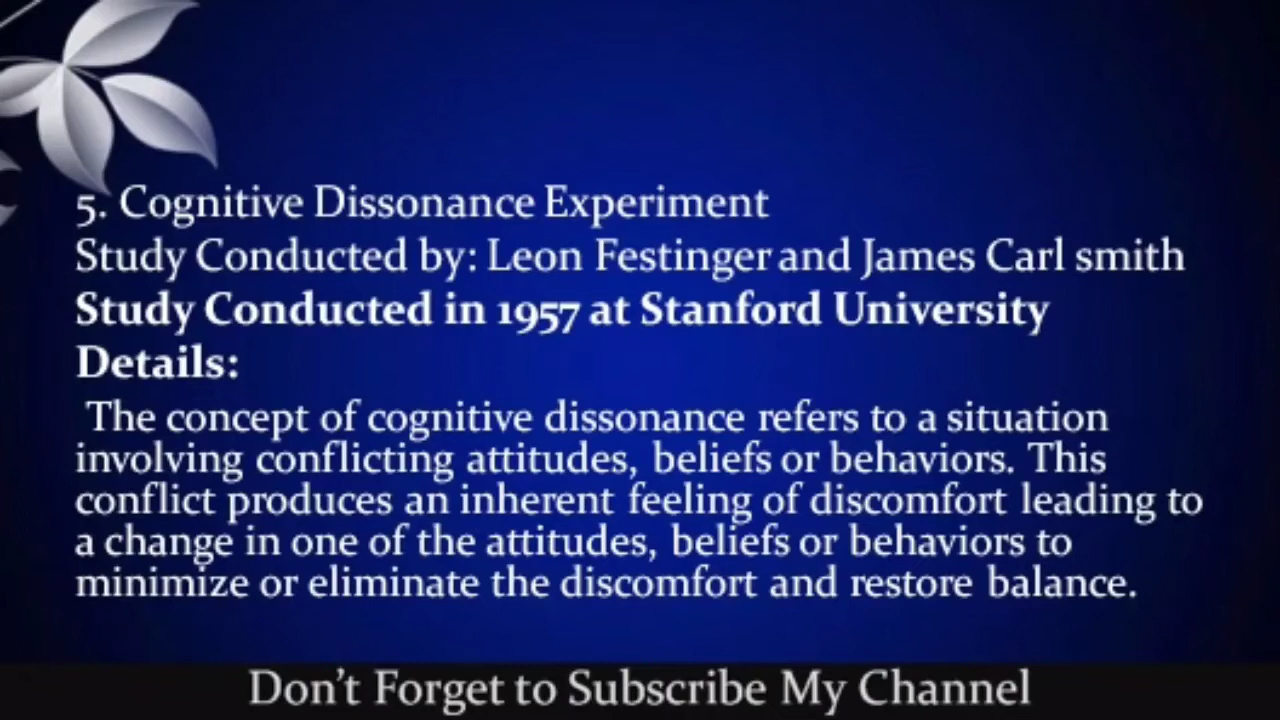 5. Cognitive Dissonance Experiment
Study Conducted by: Leon Festinger and James Carl smith
Study Conducted in 1957 at Stanford University
Details:
The concept of cognitive dissonance refers to a situation
involving conflicting attitudes, beliefs or behaviors. This
conflict produces an inherent feeling of discomfort leading to
a change in one of the attitudes, beliefs or behaviors to
minimize or eliminate the discomfort and restore balance.
Don't Forget to Subscribe My Channel